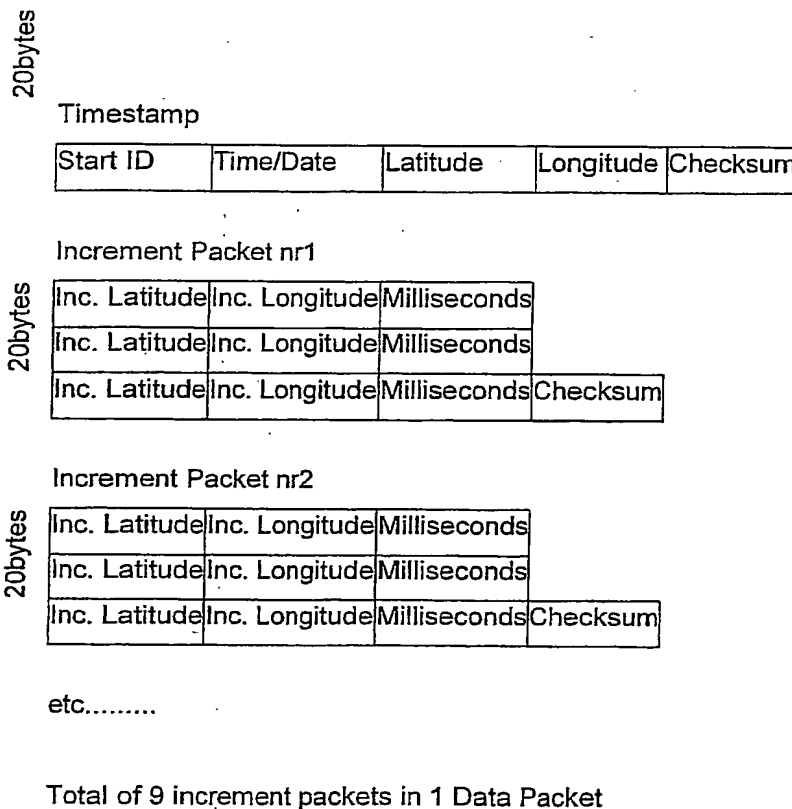 20bytes
Timestamp
Start ID Time/Date Latitude Longitude Checksum
Increment Packet nr1
20bytes
Inc. Latitude Inc. Longitude Milliseconds
Inc. Latitude Inc. Longitude Milliseconds
Inc. Latitude Inc. Longitude Milliseconds Checksum
Increment Packet nr2
20bytes
Inc. Latitude Inc. Longitude Milliseconds
Inc. Latitude Inc. Longitude Milliseconds
Inc. Latitude Inc. Longitude Milliseconds Checksum
etc.........
Total of 9 increment packets in 1 Data Packet